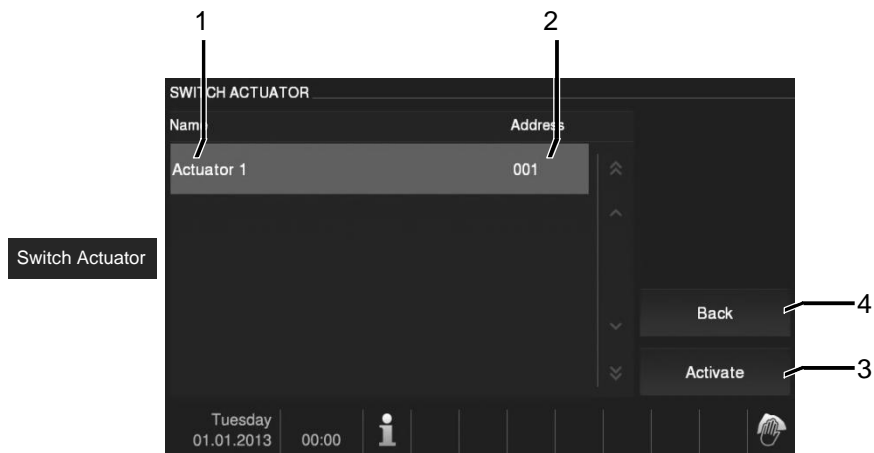 1 2
SWITCH ACTUATOR
Name Address
Actuator 1 001
Switch Actuator
Back 4
Activate 3
Tuesday
01.01.2013 00:00